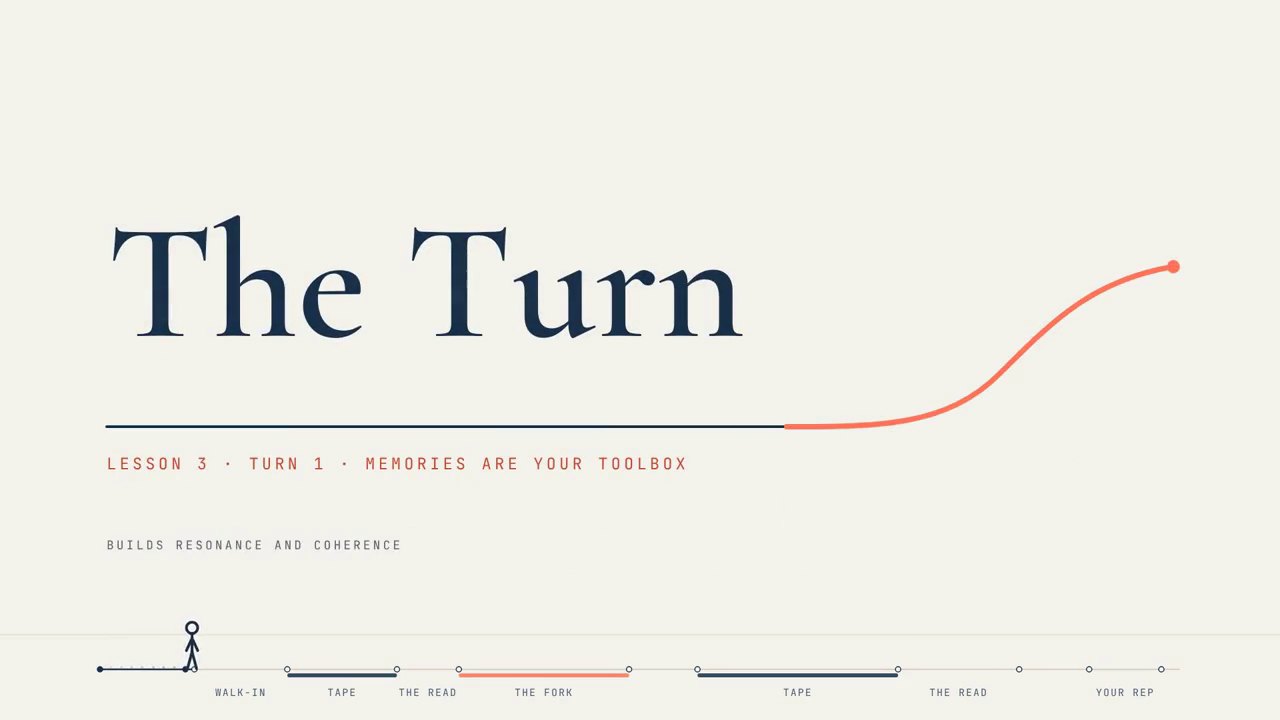 The Turn
LESSON 3 · TURN 1 · MEMORIES ARE YOUR TOOLBOX
BUILDS RESONANCE AND COHERENCE
WALK-IN TAPE THE READ THE FORK TAPE THE READ YOUR REP